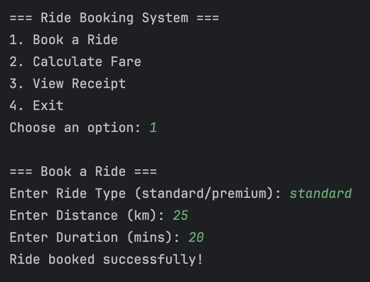 === Ride Booking System ===
1. Book a Ride
2. Calculate Fare
3. View Receipt
4. Exit
Choose an option: 1
=== Book a Ride ===
Enter Ride Type (standard/premium): standard
Enter Distance (km): 25
Enter Duration (mins): 20
Ride booked successfully!